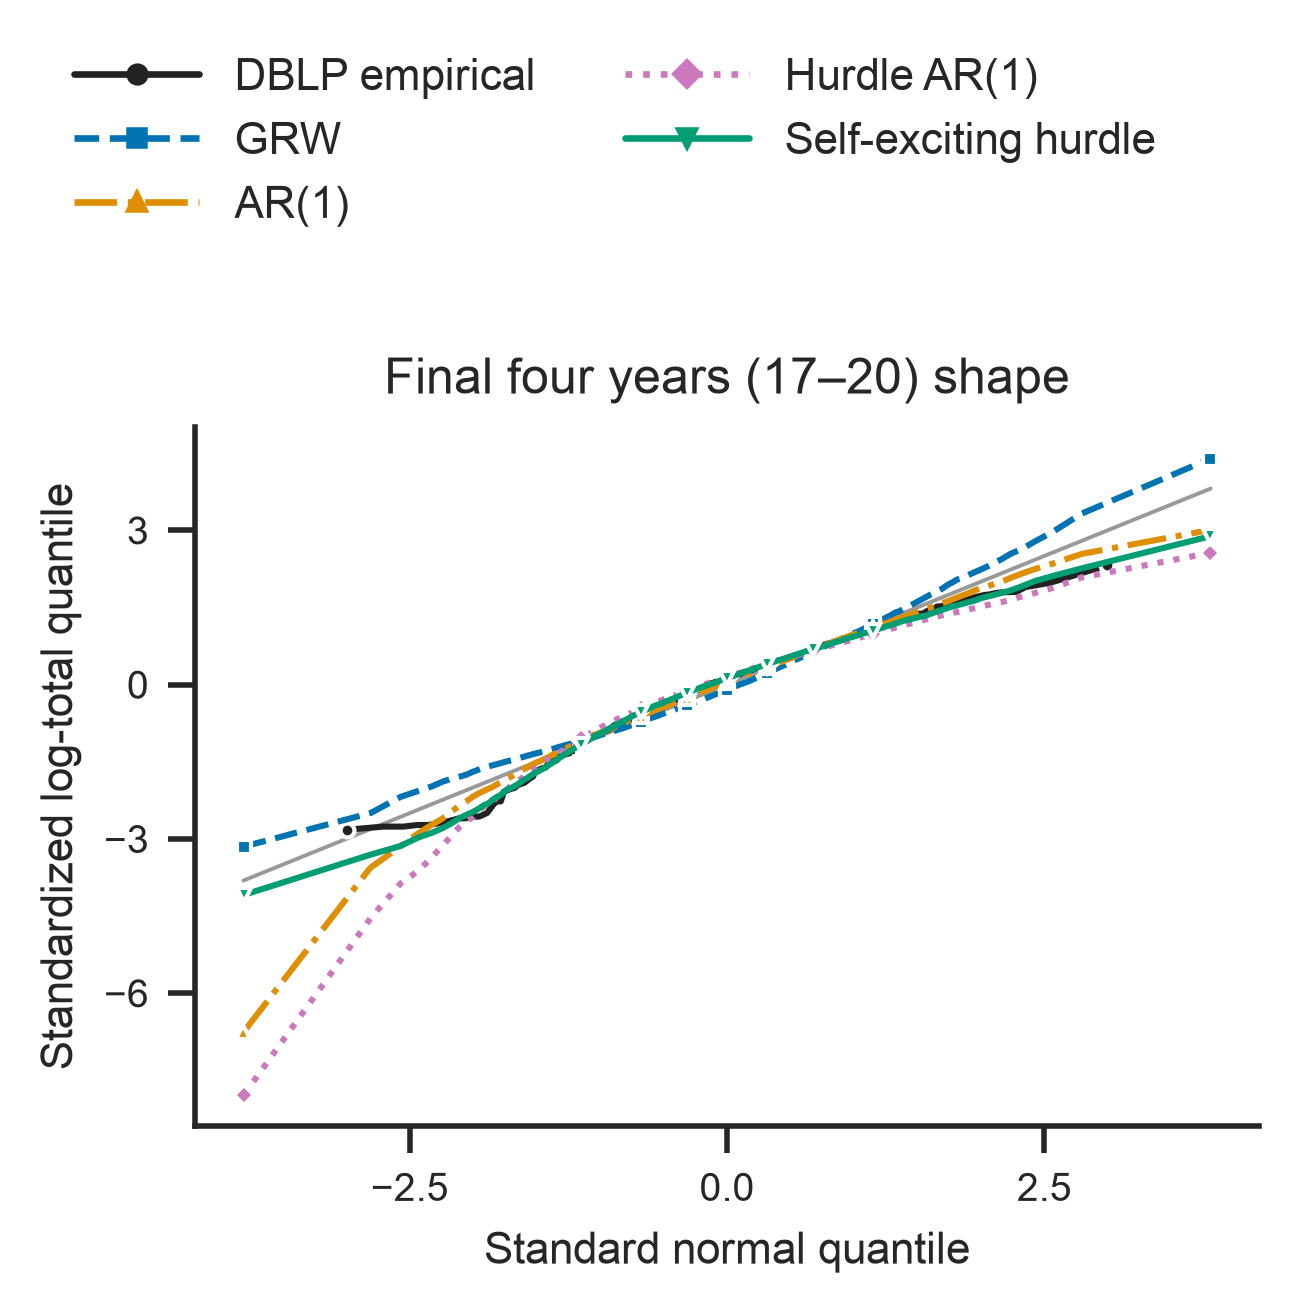 DBLP empirical
GRW
AR(1)
Hurdle AR(1)
Self-exciting hurdle
Final four years (17–20) shape
Standardized log-total quantile
3
0
−3
−6
−2.5
0.0
2.5
Standard normal quantile